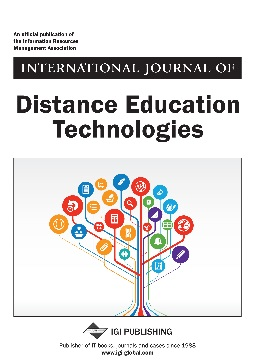 An official publication of
the Information Resources
Management Association
INTERNATIONAL JOURNAL OF
Distance Education
Technologies
IGI PUBLISHING
Publisher of IT books, journals and cases since 1988
www.igi-global.com